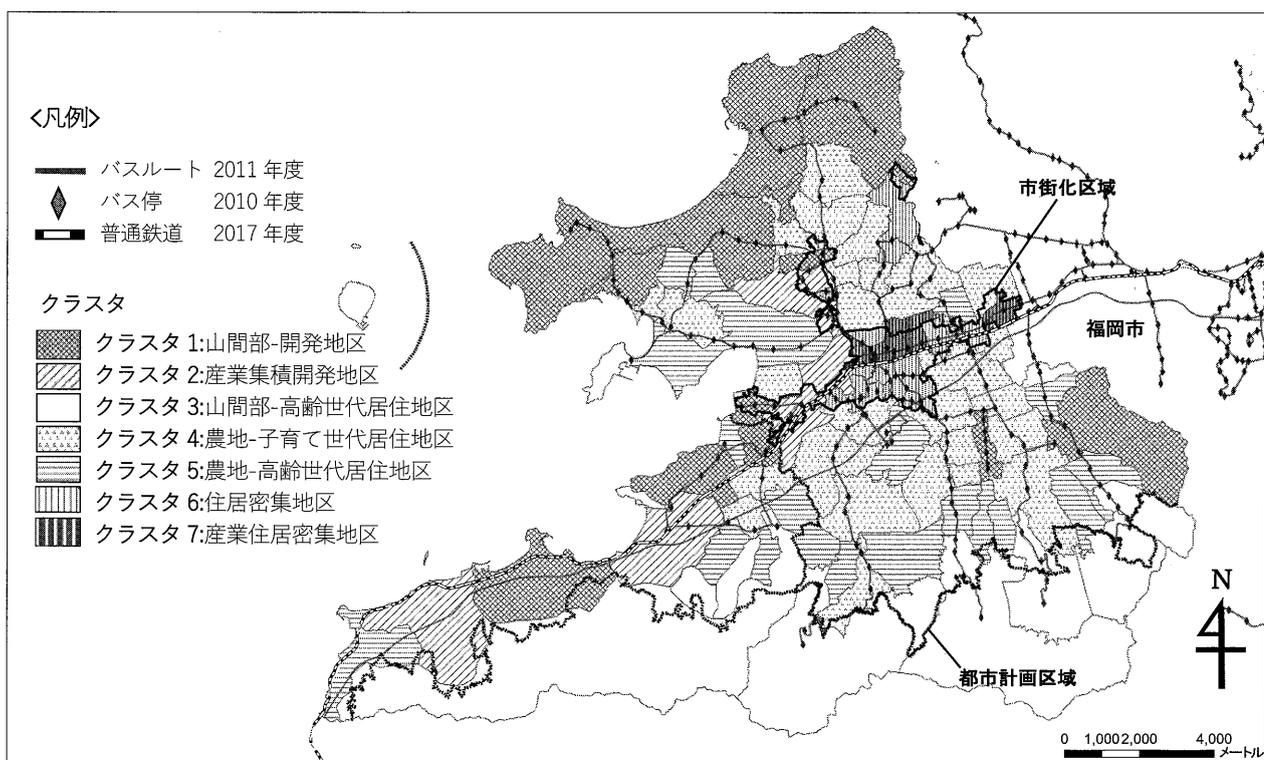 <凡例>
バスルート 2011 年度
バス停 2010 年度
普通鉄道 2017 年度
クラスタ
クラスタ 1:山間部-開発地区
クラスタ 2:産業集積開発地区
クラスタ 3:山間部-高齢世代居住地区
クラスタ 4:農地-子育て世代居住地区
クラスタ 5:農地-高齢世代居住地区
クラスタ 6:住居密集地区
クラスタ 7:産業住居密集地区
市街化区域
福岡市
都市計画区域
N
0 1,000 2,000 4,000 メートル